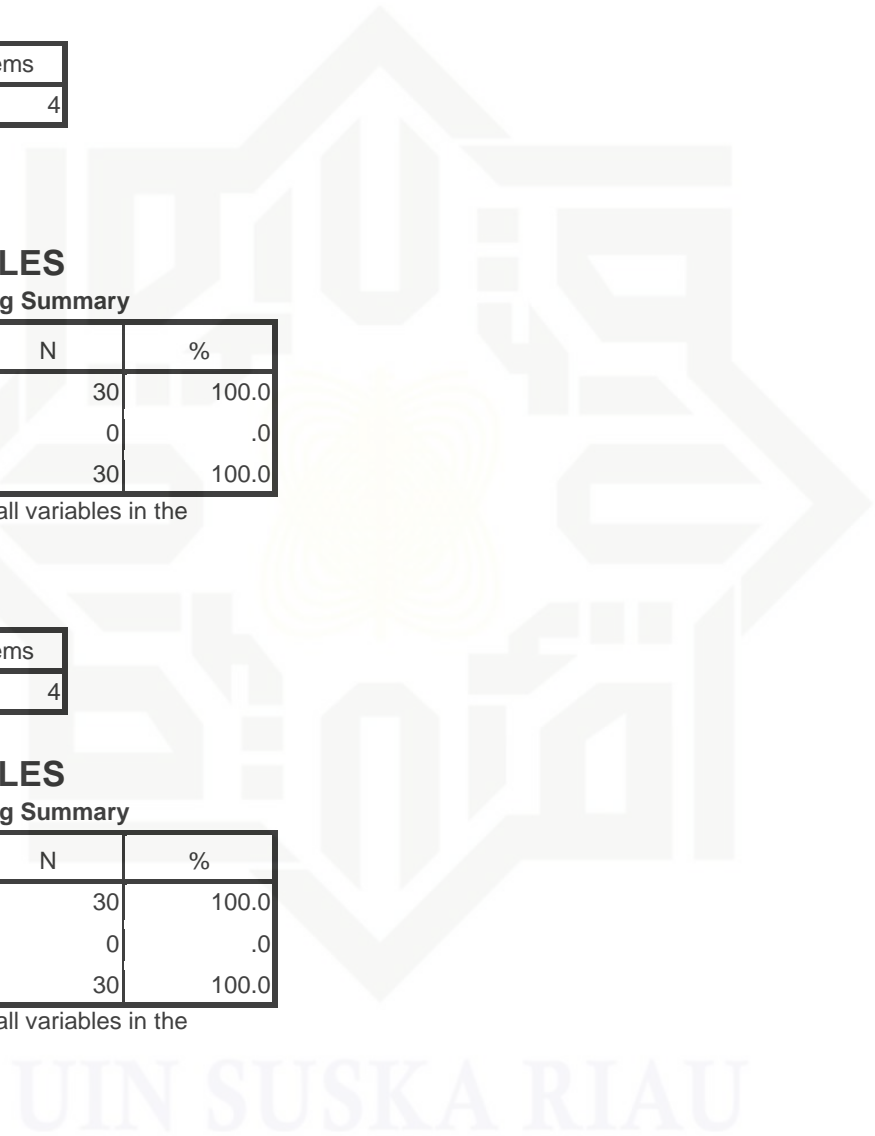 ems
4
LES
g Summary
N %
30 100.0
0 .0
30 100.0
all variables in the
ems
4
LES
g Summary
N %
30 100.0
0 .0
30 100.0
all variables in the
UIN SUSKA RIAU